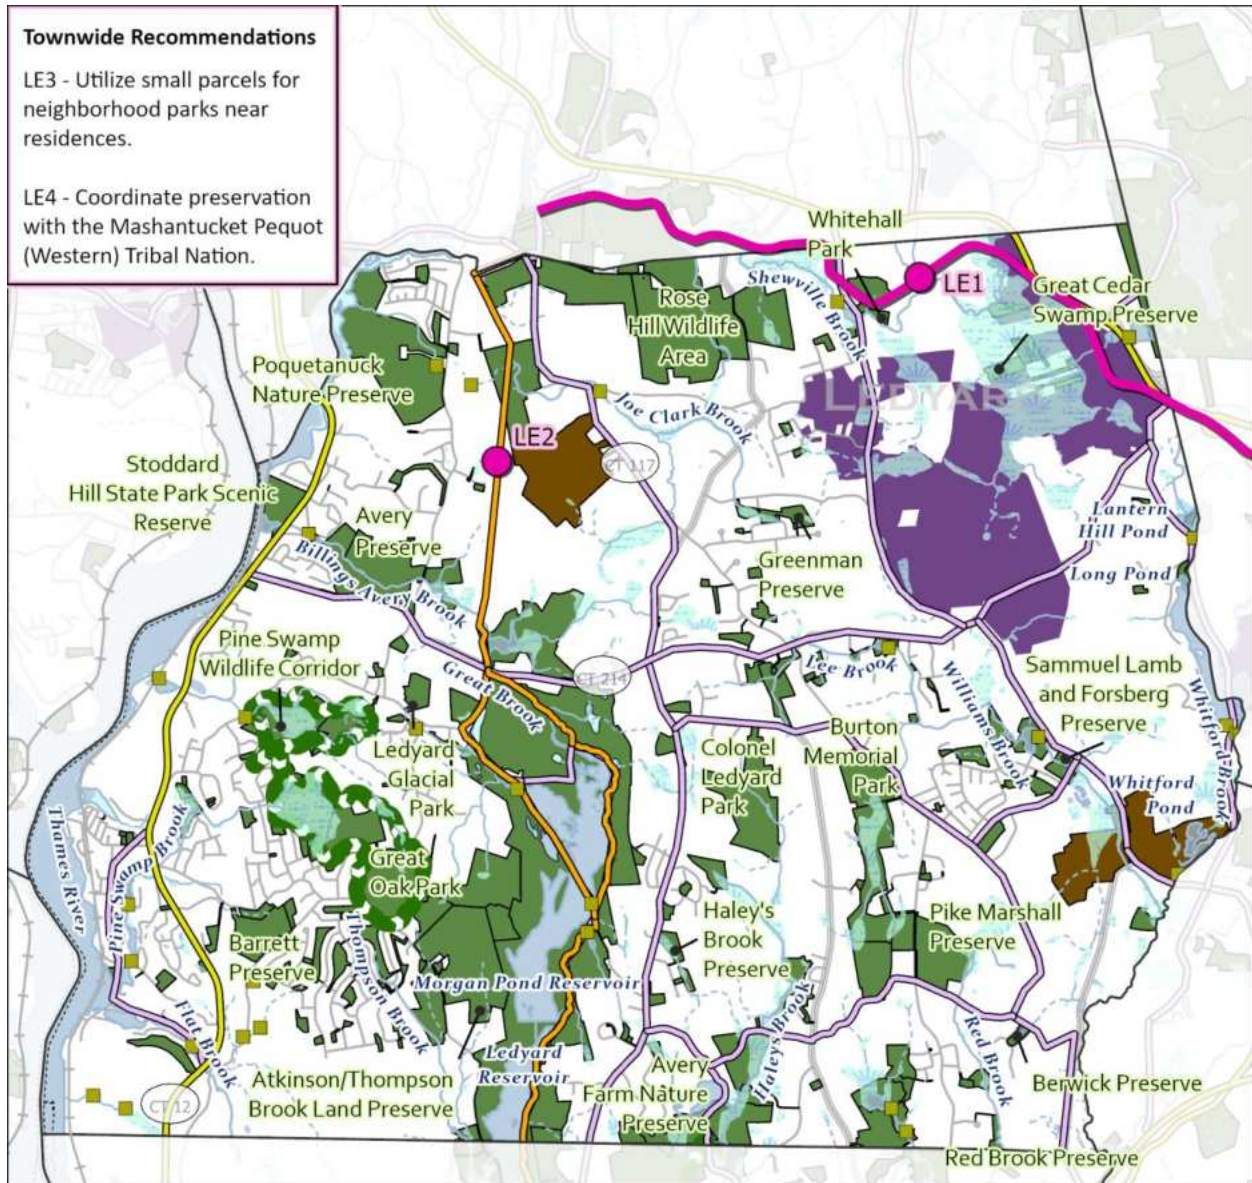 Townwide Recommendations
LE3 - Utilize small parcels for
neighborhood parks near
residences.
LE4 - Coordinate preservation
with the Mashantucket Pequot
(Western) Tribal Nation.
Whitehall
Park
Shewville Brook
LE1
Great Cedar
Swamp Preserve
Rose
Hill Wildlife
Area
Poquetanuck
Nature Preserve
Joe Clark Brook
LEDYARD
LE2
CT 117
Stoddard
Hill State Park Scenic
Reserve
Avery
Preserve
Billings Avery Brook
Lantern
Hill Pond
Greenman
Preserve
Long Pond
Pine Swamp
Wildlife Corridor
Great Brook
CT 214
Lee Brook
Williams Brook
Sammuel Lamb
and Forsberg
Preserve
Whitford Brook
Ledyard
Glacial
Park
Colonel
Ledyard
Park
Burton
Memorial
Park
Whitford
Pond
Thames River
Pine Swamp Brook
Great
Oak Park
Haley's
Brook
Preserve
Pike Marshall
Preserve
Barrett
Preserve
Thompson Brook
Morgan Pond Reservoir
Flat Brook
Haleys Brook
Red Brook
Ledyard
Reservoir
Atkinson/Thompson
Brook Land Preserve
Avery
Farm Nature
Preserve
Berwick Preserve
CT 12
Red Brook Preserve